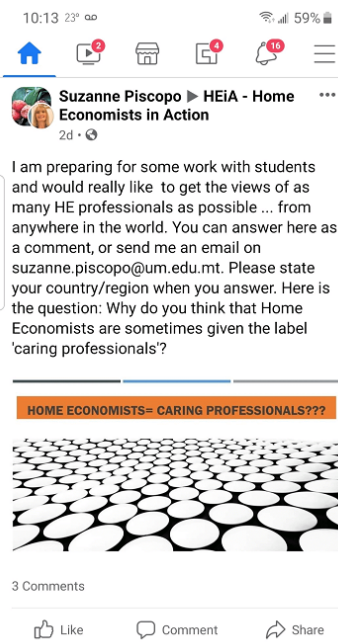 10:13 23°
59%
2
4
16
Suzanne Piscopo ▶ HEiA - Home
Economists in Action
2d ·
I am preparing for some work with students
and would really like to get the views of as
many HE professionals as possible ... from
anywhere in the world. You can answer here as
a comment, or send me an email on
suzanne.piscopo@um.edu.mt. Please state
your country/region when you answer. Here is
the question: Why do you think that Home
Economists are sometimes given the label
'caring professionals'?
HOME ECONOMISTS= CARING PROFESSIONALS???
3 Comments
Like
Comment
Share